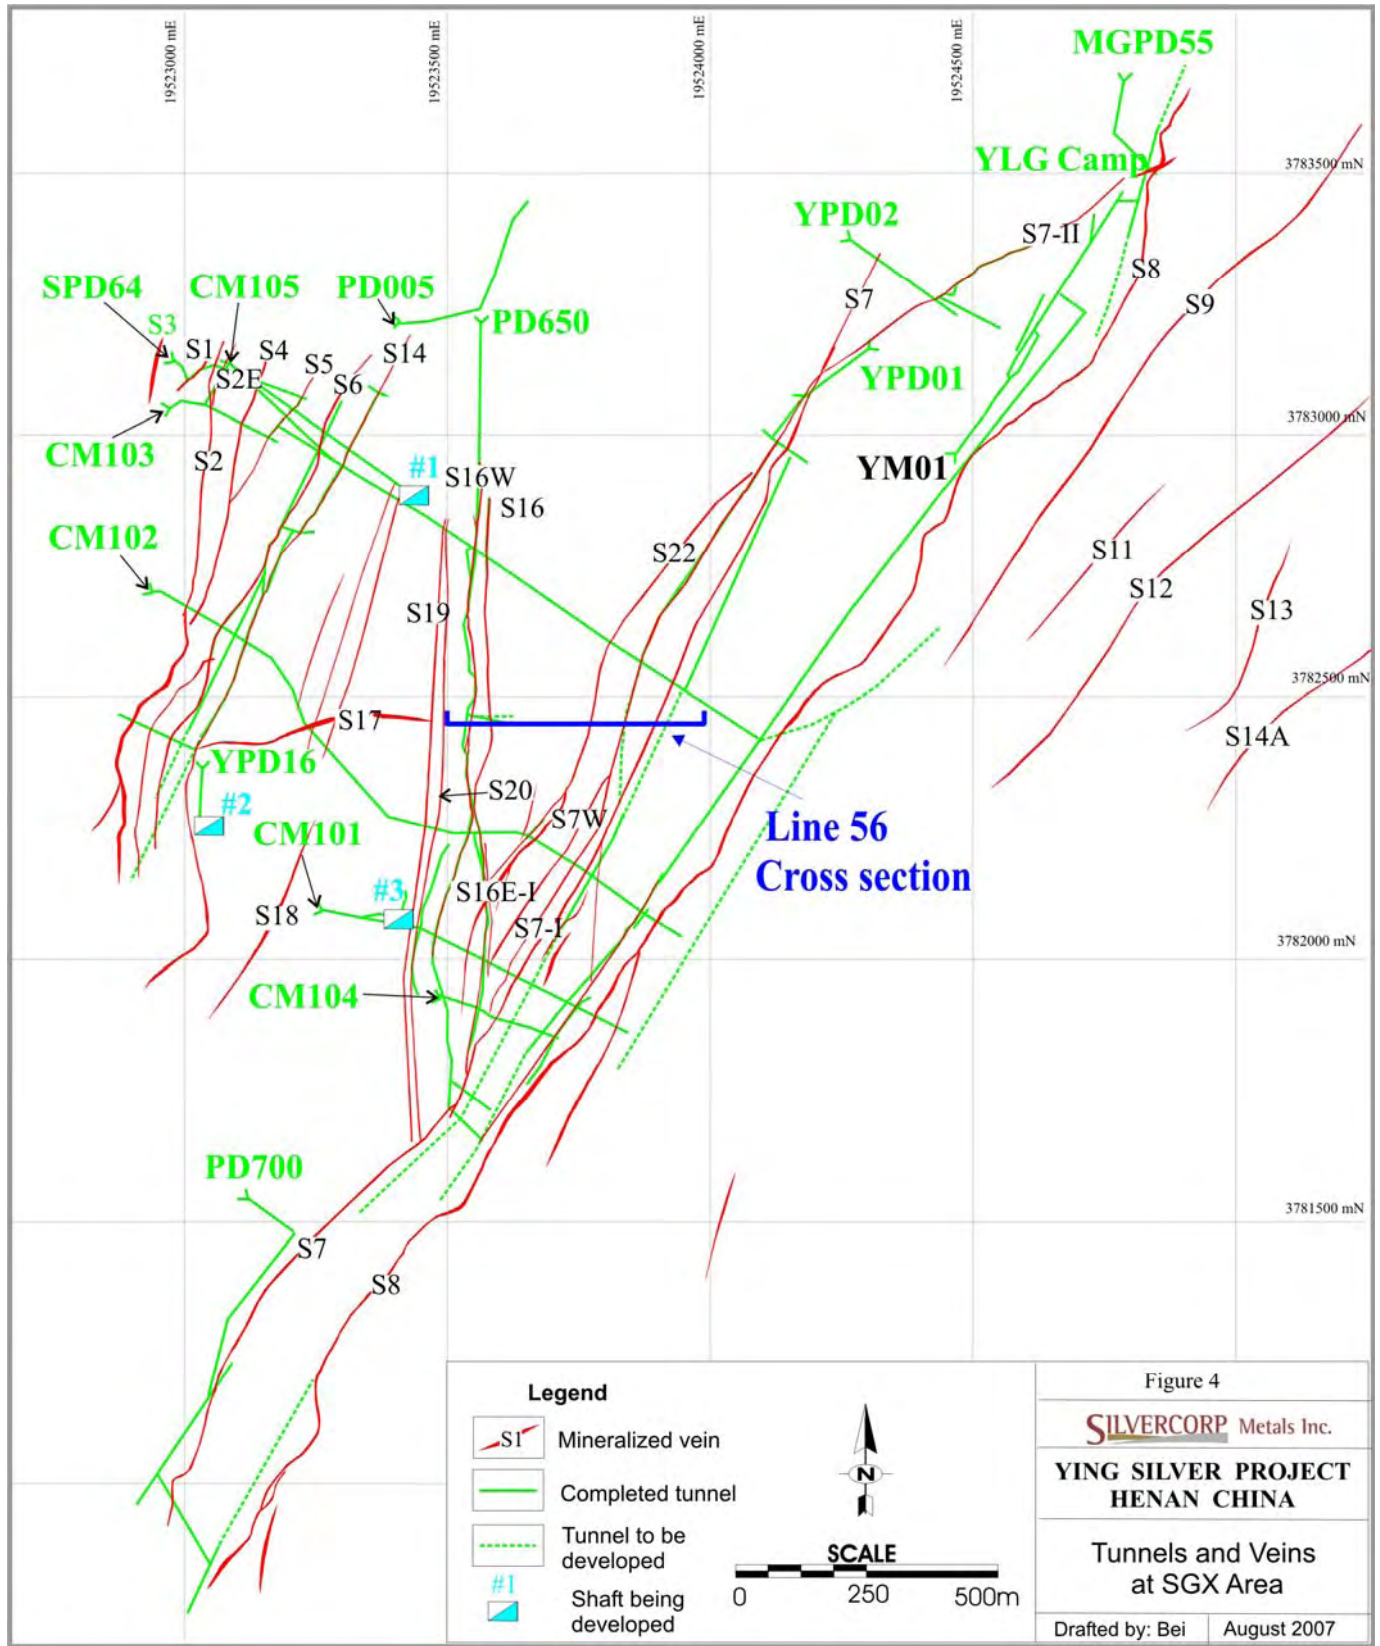 19523000 mE
19523500 mE
19524000 mE
19524500 mE
MGPD55
YLG Camp
3783500 mN
YPD02
S7-II
S8
SPD64
CM105
PD005
S7
S9
S3
PD650
S1
S4
S14
S5
S2E
S6
YPD01
3783000 mN
CM103
S2
#1
S16W
YM01
S16
CM102
S22
S11
S12
S19
S13
3782500 mN
S17
S14A
YPD16
S20
#2
S7W
Line 56
Cross section
CM101
#3
S16E-I
S18
S7-I
3782000 mN
CM104
PD700
3781500 mN
S7
S8
Legend
S1
Mineralized vein
Completed tunnel
Tunnel to be
developed
#1
Shaft being
developed
N
SCALE
0 250 500m
Figure 4
SILVERCORP Metals Inc.
YING SILVER PROJECT
HENAN CHINA
Tunnels and Veins
at SGX Area
Drafted by: Bei August 2007